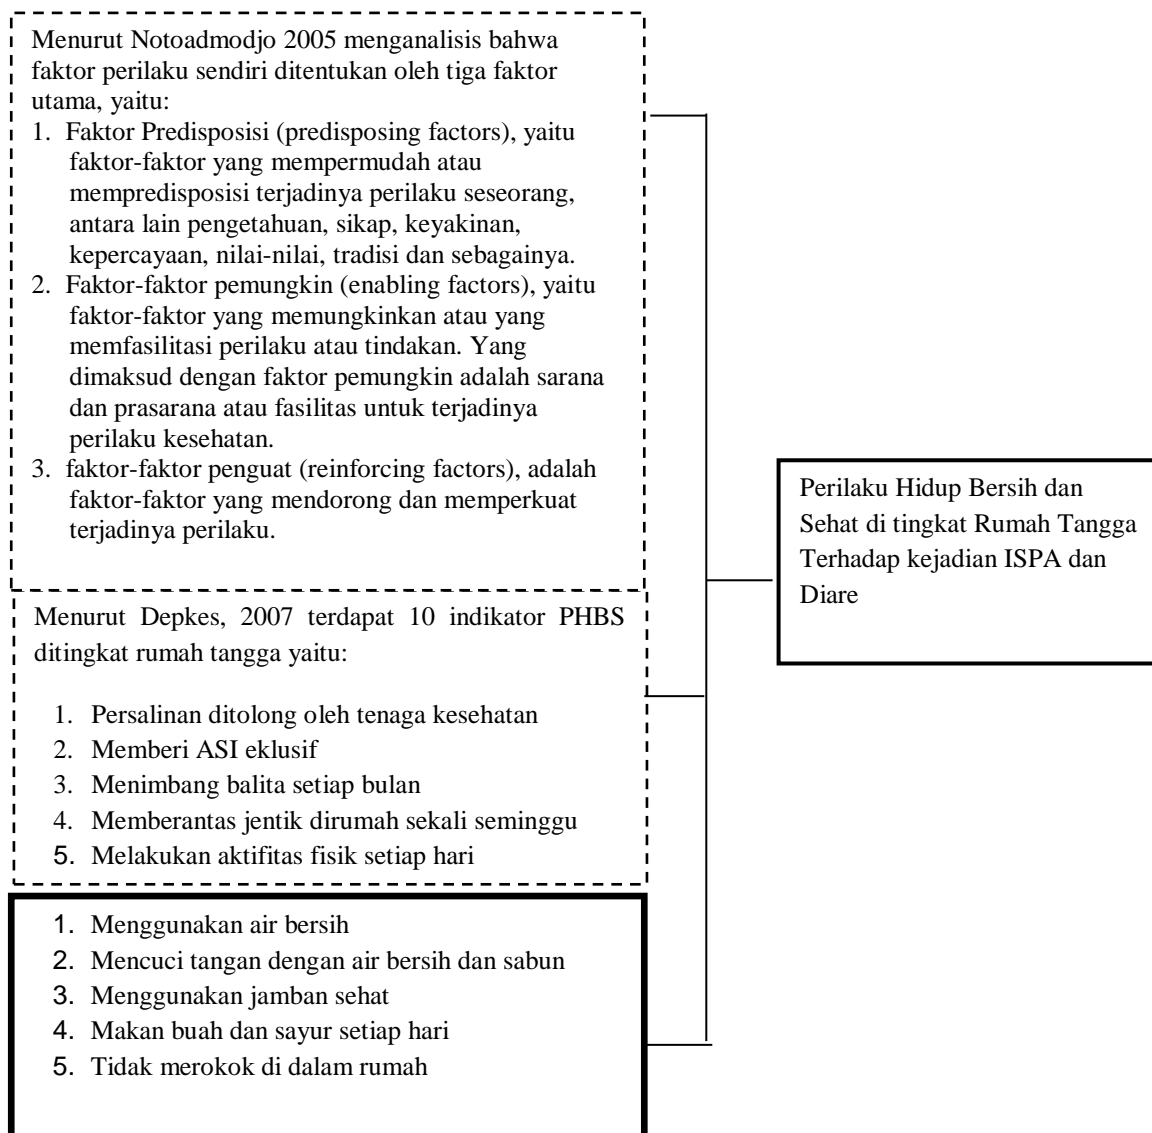 Menurut Notoadmodjo 2005 menganalisis bahwa
faktor perilaku sendiri ditentukan oleh tiga faktor
utama, yaitu:
1. Faktor Predisposisi (predisposing factors), yaitu
faktor-faktor yang mempermudah atau
mempredisposisi terjadinya perilaku seseorang,
antara lain pengetahuan, sikap, keyakinan,
kepercayaan, nilai-nilai, tradisi dan sebagainya.
2. Faktor-faktor pemungkin (enabling factors), yaitu
faktor-faktor yang memungkinkan atau yang
memfasilitasi perilaku atau tindakan. Yang
dimaksud dengan faktor pemungkin adalah sarana
dan prasarana atau fasilitas untuk terjadinya
perilaku kesehatan.
3. faktor-faktor penguat (reinforcing factors), adalah
faktor-faktor yang mendorong dan memperkuat
terjadinya perilaku.
Menurut Depkes, 2007 terdapat 10 indikator PHBS
ditingkat rumah tangga yaitu:
1. Persalinan ditolong oleh tenaga kesehatan
2. Memberi ASI eklusif
3. Menimbang balita setiap bulan
4. Memberantas jentik dirumah sekali seminggu
5. Melakukan aktifitas fisik setiap hari
1. Menggunakan air bersih
2. Mencuci tangan dengan air bersih dan sabun
3. Menggunakan jamban sehat
4. Makan buah dan sayur setiap hari
5. Tidak merokok di dalam rumah
Perilaku Hidup Bersih dan
Sehat di tingkat Rumah Tangga
Terhadap kejadian ISPA dan
Diare